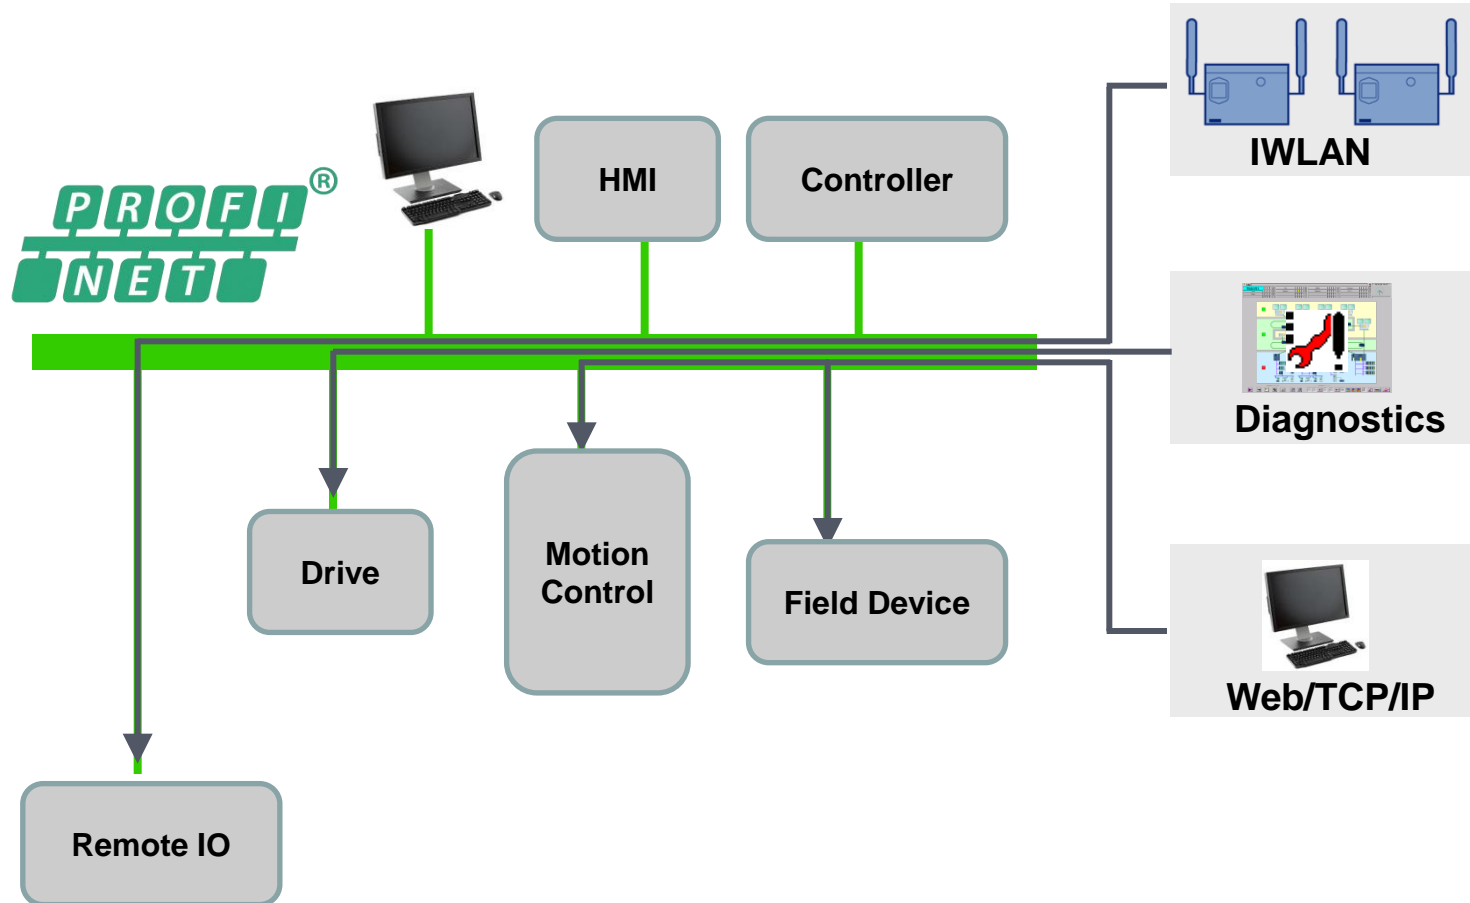 PROFI®
NET
HMI
Controller
IWLAN
Diagnostics
Drive
Motion
Control
Field Device
Web/TCP/IP
Remote IO